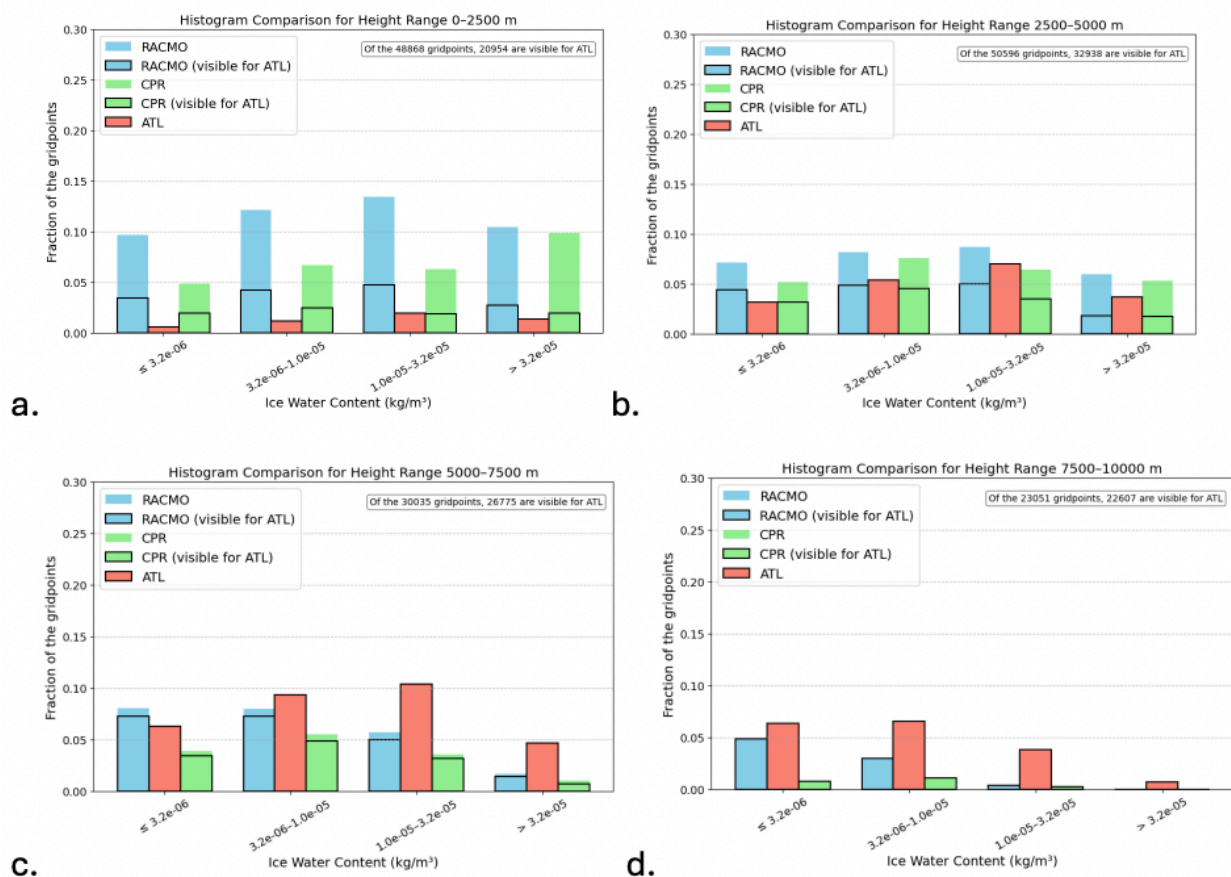 Histogram Comparison for Height Range 0–2500 m
Of the 48868 gridpoints, 20954 are visible for ATL
RACMO
RACMO (visible for ATL)
CPR
CPR (visible for ATL)
ATL
Fraction of the gridpoints
0.30
0.25
0.20
0.15
0.10
0.05
0.00
≤ 3.2e-06
3.2e-06–1.0e-05
1.0e-05–3.2e-05
> 3.2e-05
Ice Water Content (kg/m³)
a.
Histogram Comparison for Height Range 2500–5000 m
Of the 50596 gridpoints, 32938 are visible for ATL
RACMO
RACMO (visible for ATL)
CPR
CPR (visible for ATL)
ATL
Fraction of the gridpoints
0.30
0.25
0.20
0.15
0.10
0.05
0.00
≤ 3.2e-06
3.2e-06–1.0e-05
1.0e-05–3.2e-05
> 3.2e-05
Ice Water Content (kg/m³)
b.
Histogram Comparison for Height Range 5000–7500 m
Of the 30035 gridpoints, 26775 are visible for ATL
RACMO
RACMO (visible for ATL)
CPR
CPR (visible for ATL)
ATL
Fraction of the gridpoints
0.30
0.25
0.20
0.15
0.10
0.05
0.00
≤ 3.2e-06
3.2e-06–1.0e-05
1.0e-05–3.2e-05
> 3.2e-05
Ice Water Content (kg/m³)
c.
Histogram Comparison for Height Range 7500–10000 m
Of the 23051 gridpoints, 22607 are visible for ATL
RACMO
RACMO (visible for ATL)
CPR
CPR (visible for ATL)
ATL
Fraction of the gridpoints
0.30
0.25
0.20
0.15
0.10
0.05
0.00
≤ 3.2e-06
3.2e-06–1.0e-05
1.0e-05–3.2e-05
> 3.2e-05
Ice Water Content (kg/m³)
d.